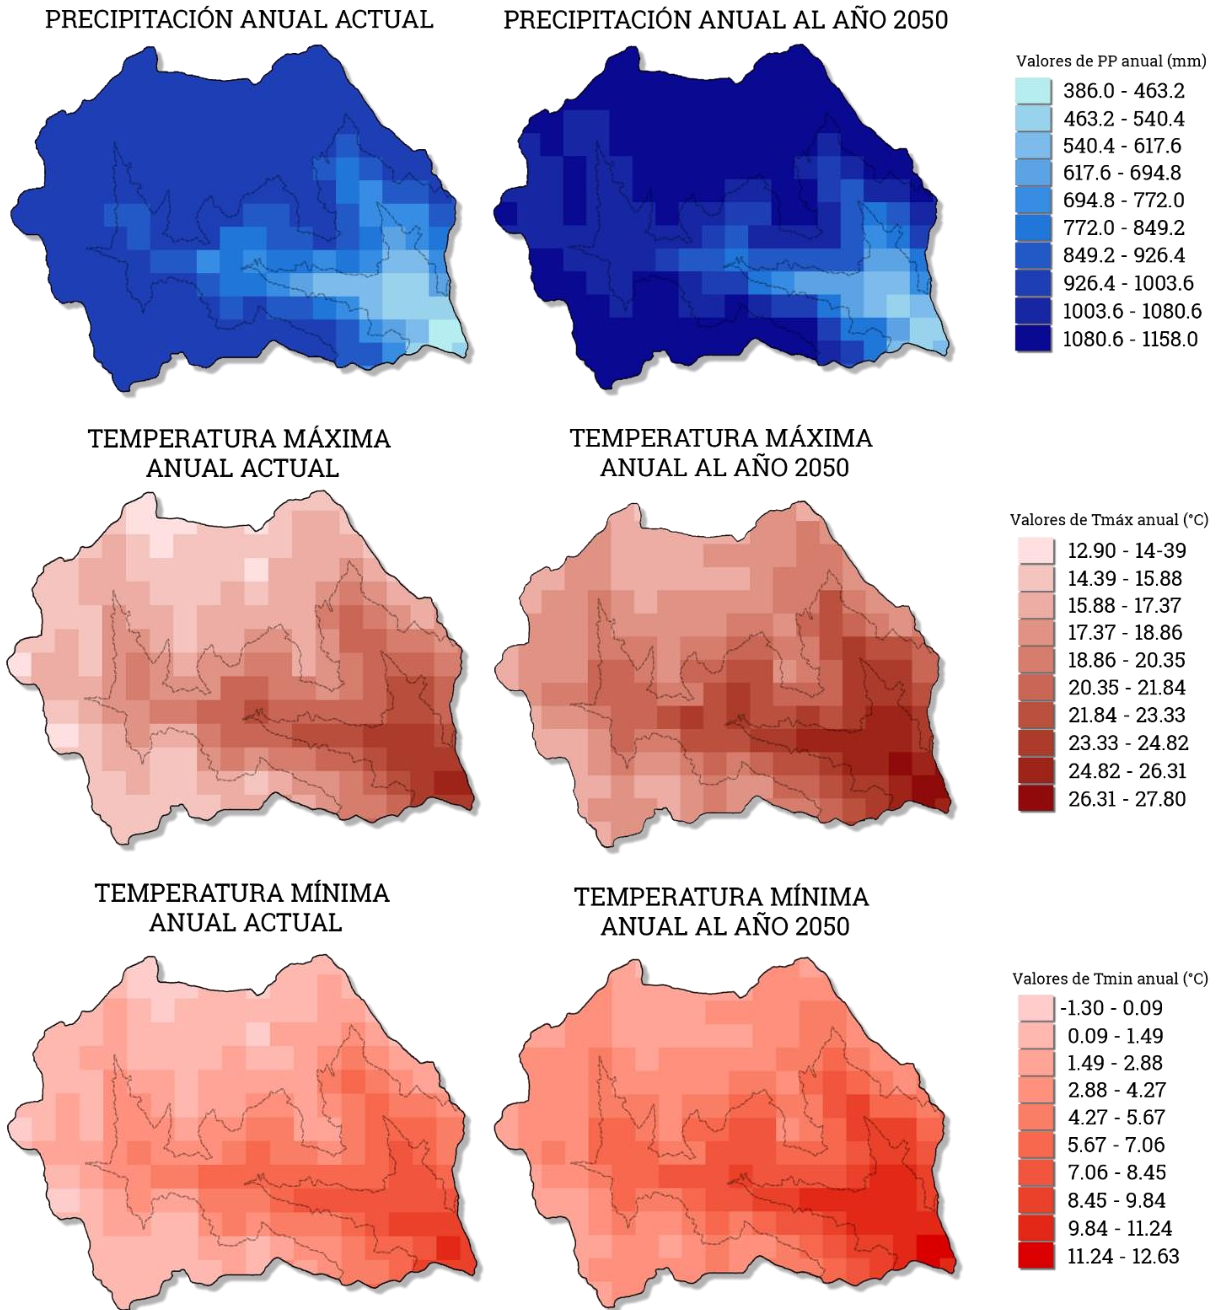 PRECIPITACIÓN ANUAL ACTUAL
PRECIPITACIÓN ANUAL AL AÑO 2050
Valores de PP anual (mm)
386.0 - 463.2
463.2 - 540.4
540.4 - 617.6
617.6 - 694.8
694.8 - 772.0
772.0 - 849.2
849.2 - 926.4
926.4 - 1003.6
1003.6 - 1080.6
1080.6 - 1158.0
TEMPERATURA MÁXIMA
ANUAL ACTUAL
TEMPERATURA MÁXIMA
ANUAL AL AÑO 2050
Valores de Tmáx anual (°C)
12.90 - 14-39
14.39 - 15.88
15.88 - 17.37
17.37 - 18.86
18.86 - 20.35
20.35 - 21.84
21.84 - 23.33
23.33 - 24.82
24.82 - 26.31
26.31 - 27.80
TEMPERATURA MÍNIMA
ANUAL ACTUAL
TEMPERATURA MÍNIMA
ANUAL AL AÑO 2050
Valores de Tmin anual (°C)
-1.30 - 0.09
0.09 - 1.49
1.49 - 2.88
2.88 - 4.27
4.27 - 5.67
5.67 - 7.06
7.06 - 8.45
8.45 - 9.84
9.84 - 11.24
11.24 - 12.63